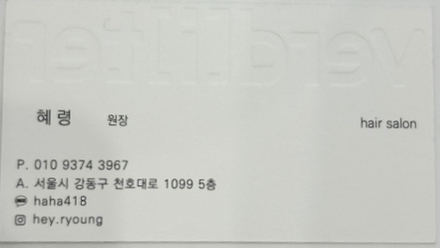 혜령 원장
hair salon
P. 010 9374 3967
A. 서울시 강동구 천호대로 1099 5층
haha418
hey.ryoung